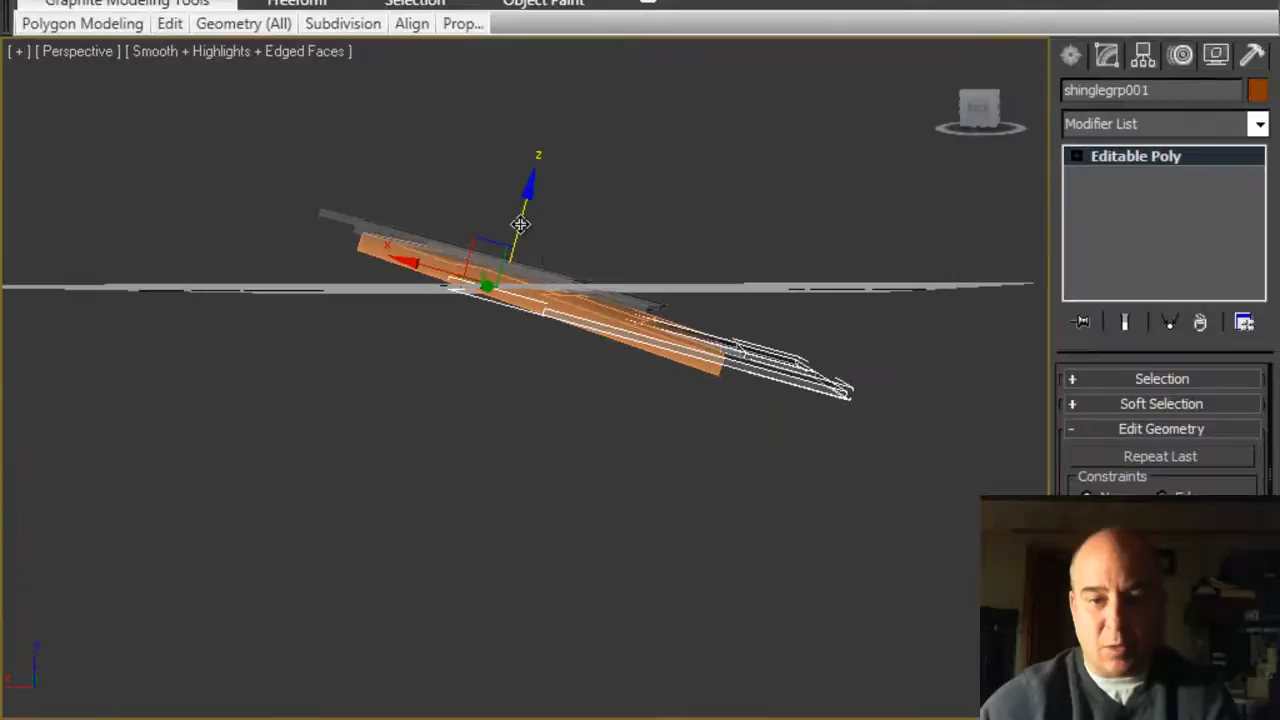 Graphite Modeling Tools Freeform Selection Object Paint
Polygon Modeling Edit Geometry (All) Subdivision Align Prop...
[ + ] [ Perspective ] [ Smooth + Highlights + Edged Faces ]
shinglegrp001
Modifier List
z
Editable Poly
x
+ Selection
+ Soft Selection
- Edit Geometry
Repeat Last
Constraints